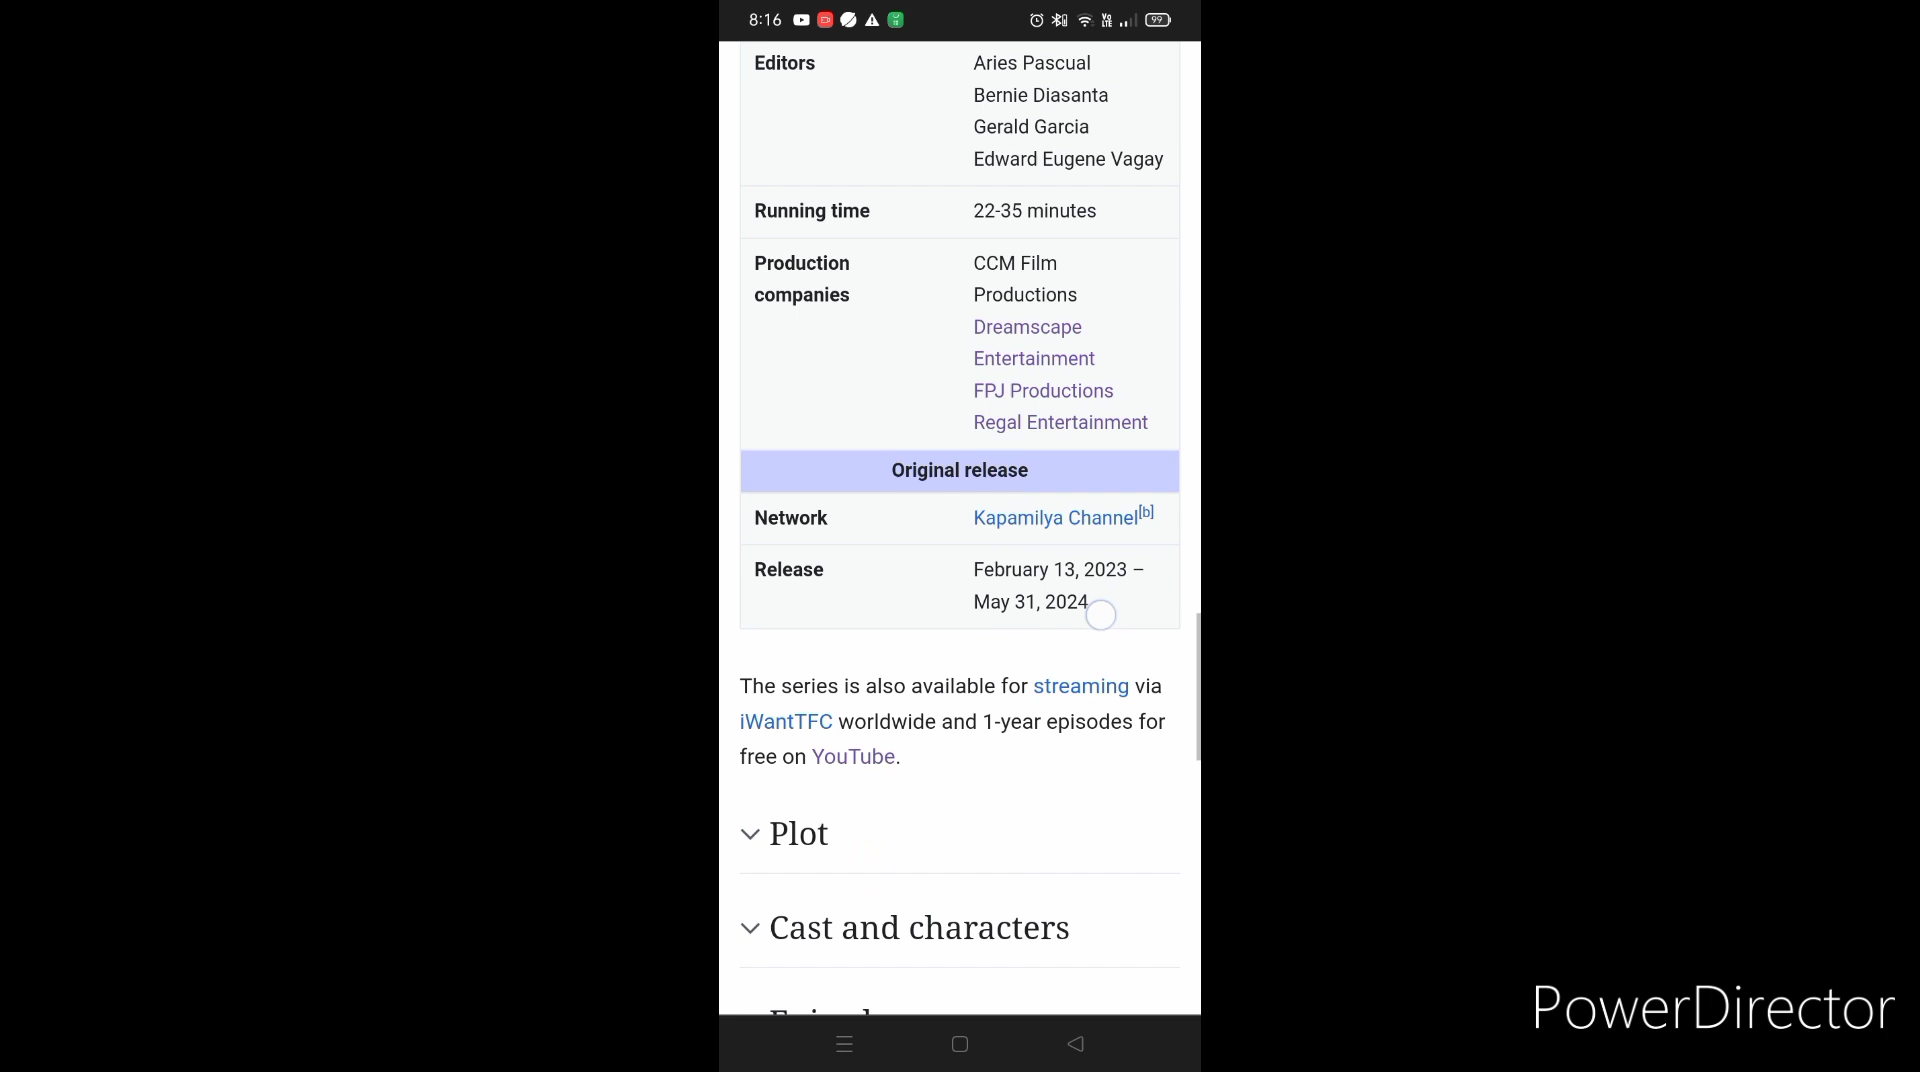 8:16
VoLTE
99
Editors
Aries Pascual
Bernie Diasanta
Gerald Garcia
Edward Eugene Vagay
Running time
22-35 minutes
Production
companies
CCM Film
Productions
Dreamscape
Entertainment
FPJ Productions
Regal Entertainment
Original release
Network
Kapamilya Channel[b]
Release
February 13, 2023 –
May 31, 2024
The series is also available for streaming via
iWantTFC worldwide and 1-year episodes for
free on YouTube.
Plot
Cast and characters
PowerDirector